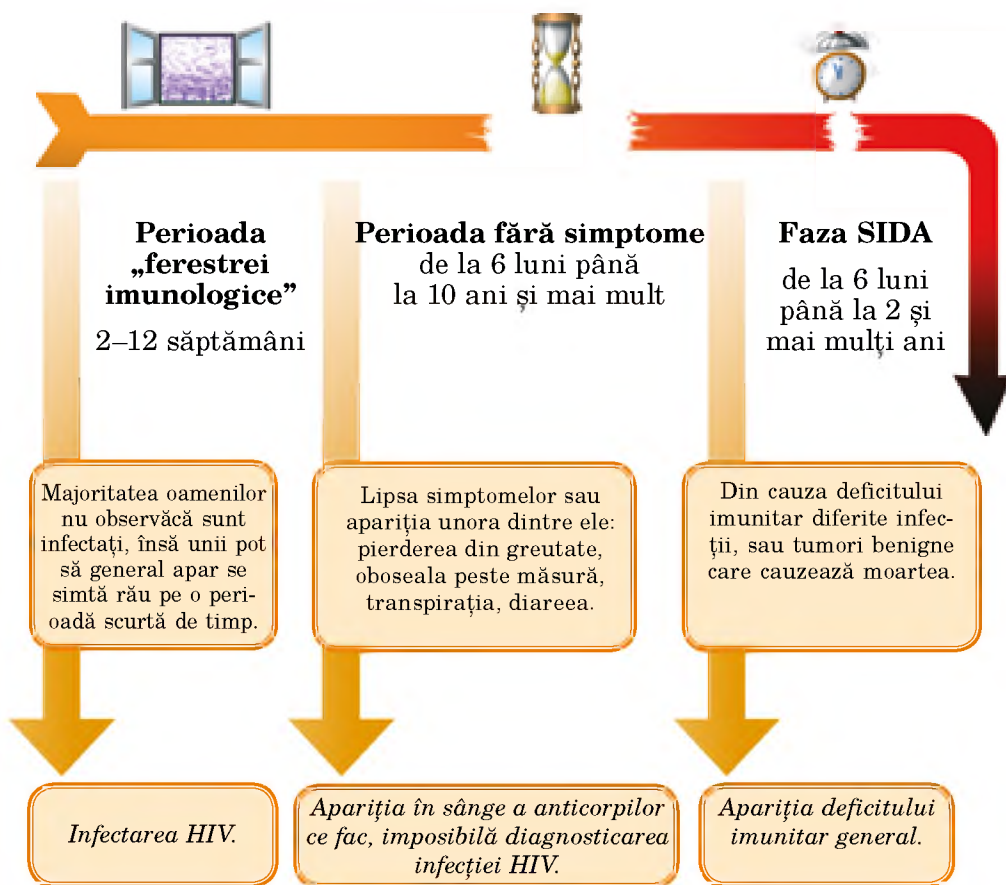 Perioada
„ferestrei
imunologice”
2–12 săptămâni
Perioada fără simptome
de la 6 luni până
la 10 ani și mai mult
Faza SIDA
de la 6 luni
până la 2 și
mai mulți ani
Majoritatea oamenilor
nu observăcă sunt
infectați, însă unii pot
să general apar se
simtă rău pe o peri-
oadă scurtă de timp.
Lipsa simptomelor sau
apariția unora dintre ele:
pierderea din greutate,
oboseala peste măsură,
transpirația, diareea.
Din cauza deficitului
imunitar diferite infec-
ții, sau tumori benigne
care cauzează moartea.
Infectarea HIV.
Apariția în sânge a anticorpilor
ce fac, imposibilă diagnosticarea
infecției HIV.
Apariția deficitului
imunitar general.